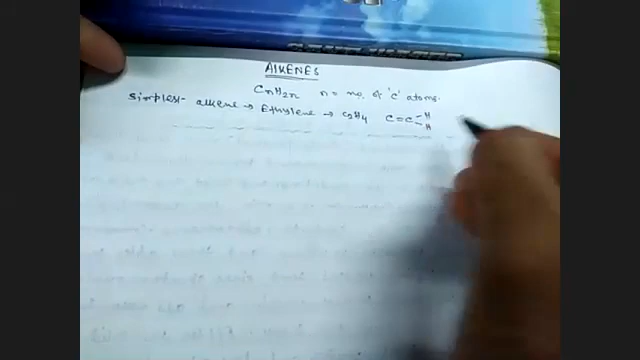 ALKENES
CnH2n n = no. of 'C' atoms.
Simplest alkene → Ethylene → C2H4 C=C
H
H